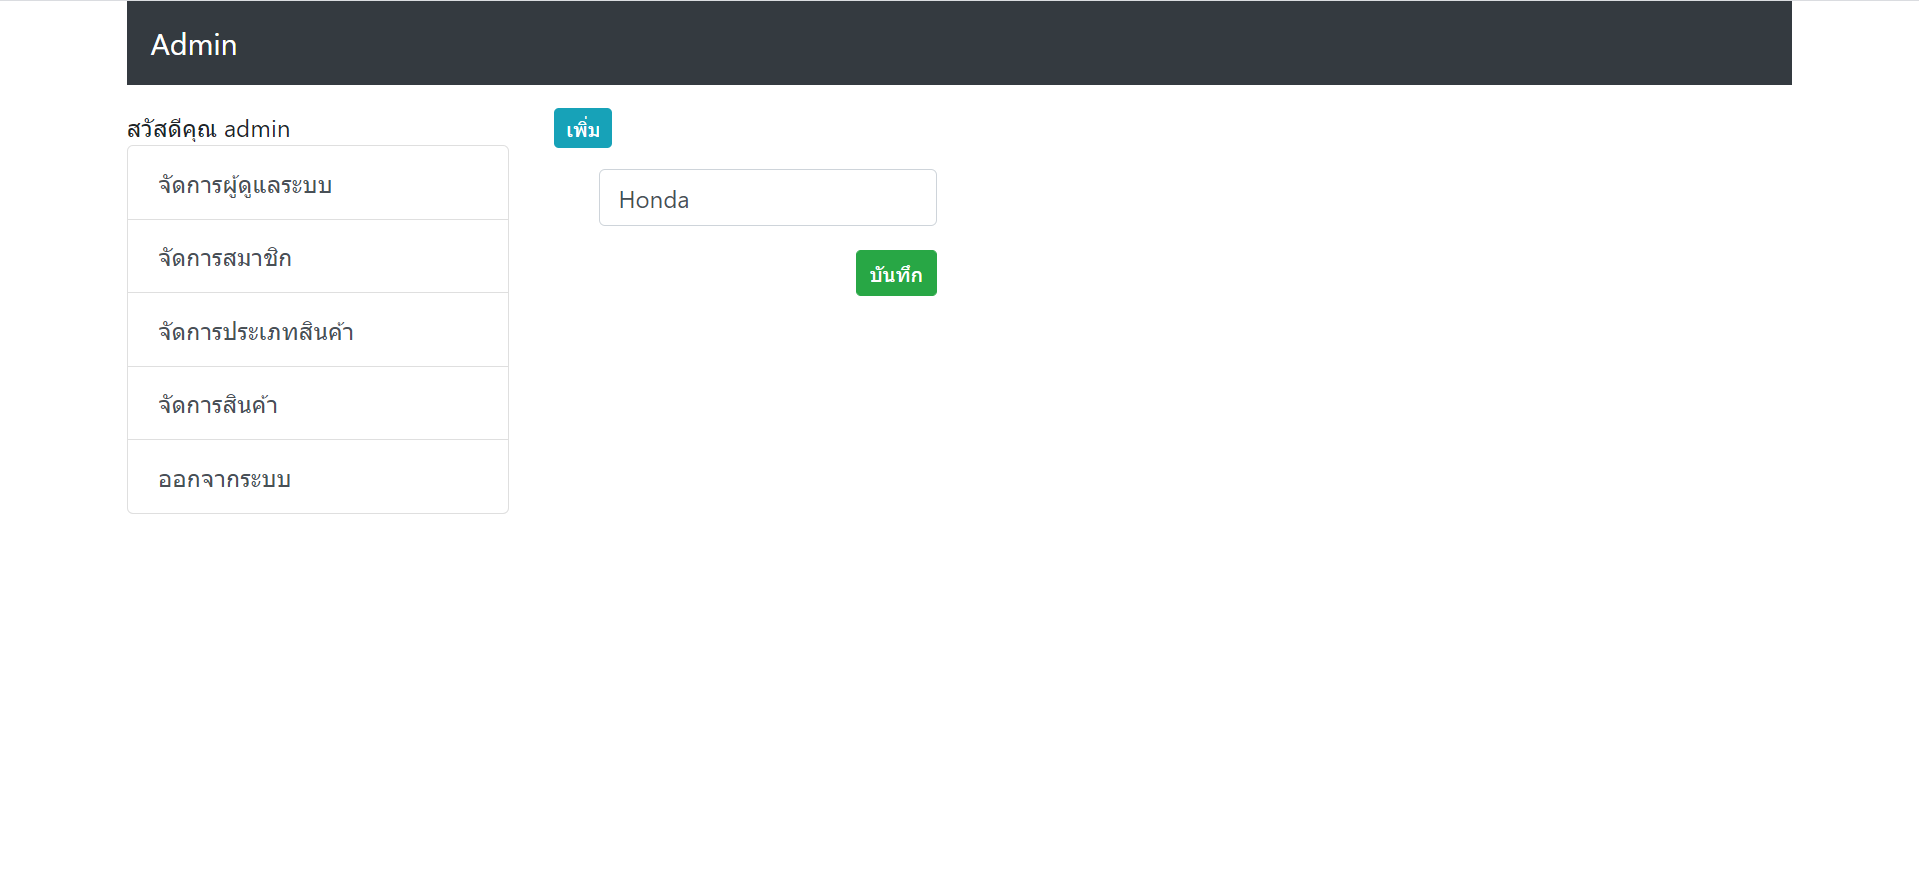 Admin
สวัสดีคุณ admin
จัดการผู้ดูแลระบบ
จัดการสมาชิก
จัดการประเภทสินค้า
จัดการสินค้า
ออกจากระบบ
เพิ่ม
Honda
บันทึก